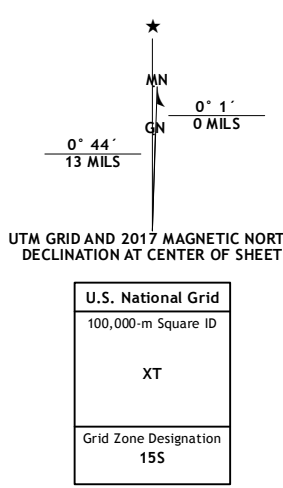 ★
MN
0° 1´
0 MILS
GN
0° 44´
13 MILS
UTM GRID AND 2017 MAGNETIC NORT
DECLINATION AT CENTER OF SHEET
U.S. National Grid
100,000-m Square ID
XT
Grid Zone Designation
15S